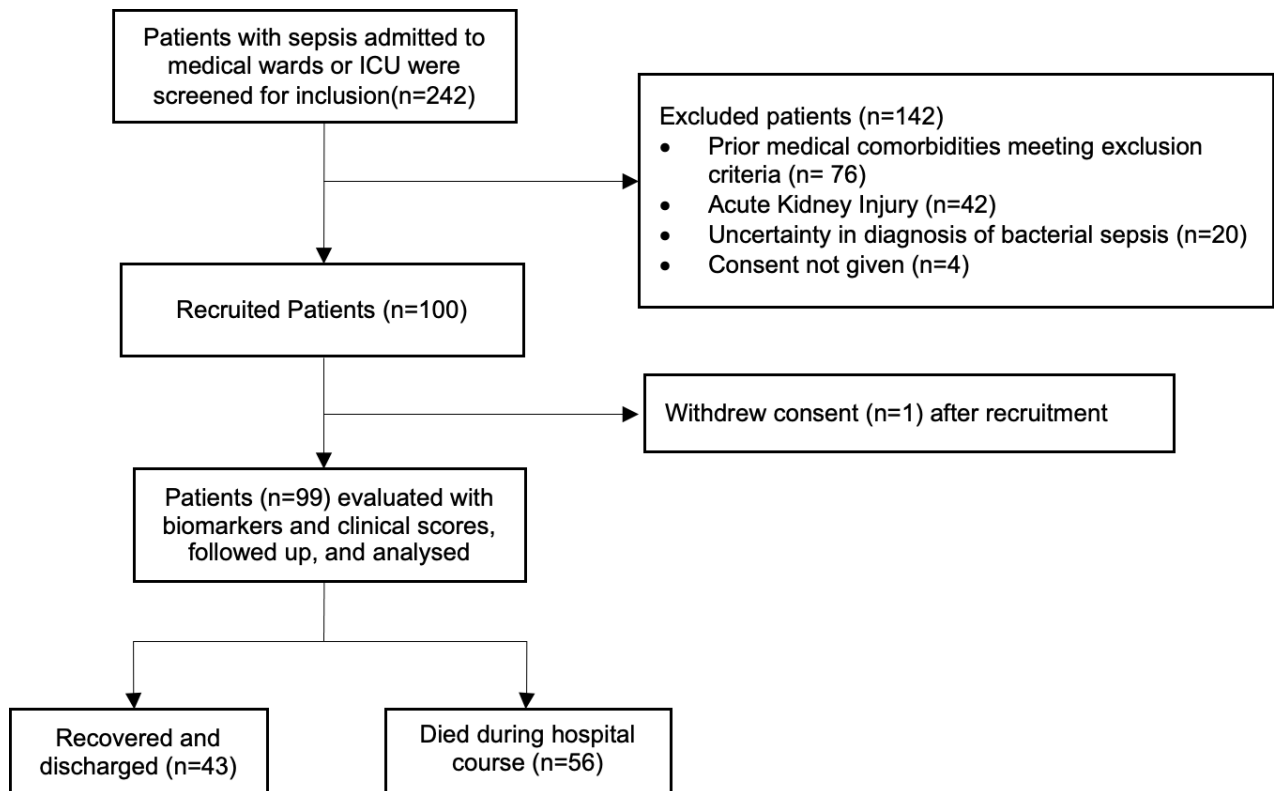 Patients with sepsis admitted to
medical wards or ICU were
screened for inclusion(n=242)
Excluded patients (n=142)
• Prior medical comorbidities meeting exclusion
criteria (n= 76)
• Acute Kidney Injury (n=42)
• Uncertainty in diagnosis of bacterial sepsis (n=20)
• Consent not given (n=4)
Recruited Patients (n=100)
Withdrew consent (n=1) after recruitment
Patients (n=99) evaluated with
biomarkers and clinical scores,
followed up, and analysed
Recovered and
discharged (n=43)
Died during hospital
course (n=56)